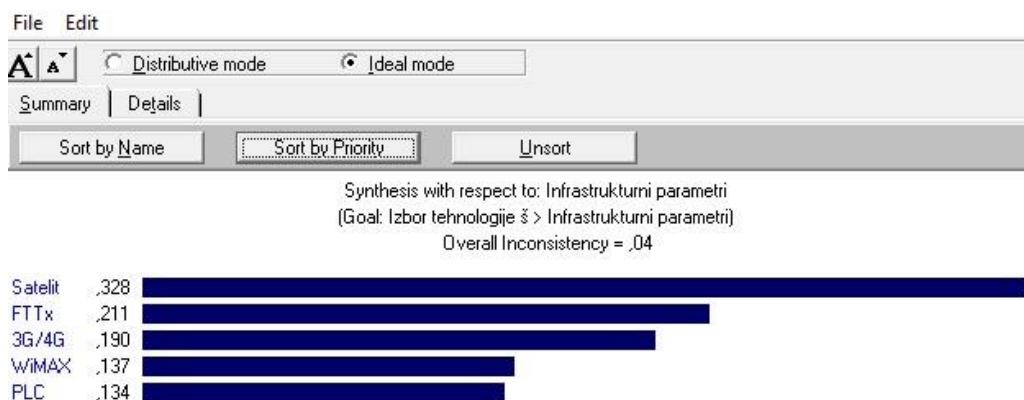 File Edit
A A Distributive mode Ideal mode
Summary Details
Sort by Name Sort by Priority Unsort
Synthesis with respect to: Infrastrukturni parametri
(Goal: Izbor tehnologije š > Infrastrukturni parametri)
Overall Inconsistency = ,04
Satelit ,328
FTTx ,211
3G/4G ,190
WiMAX ,137
PLC ,134